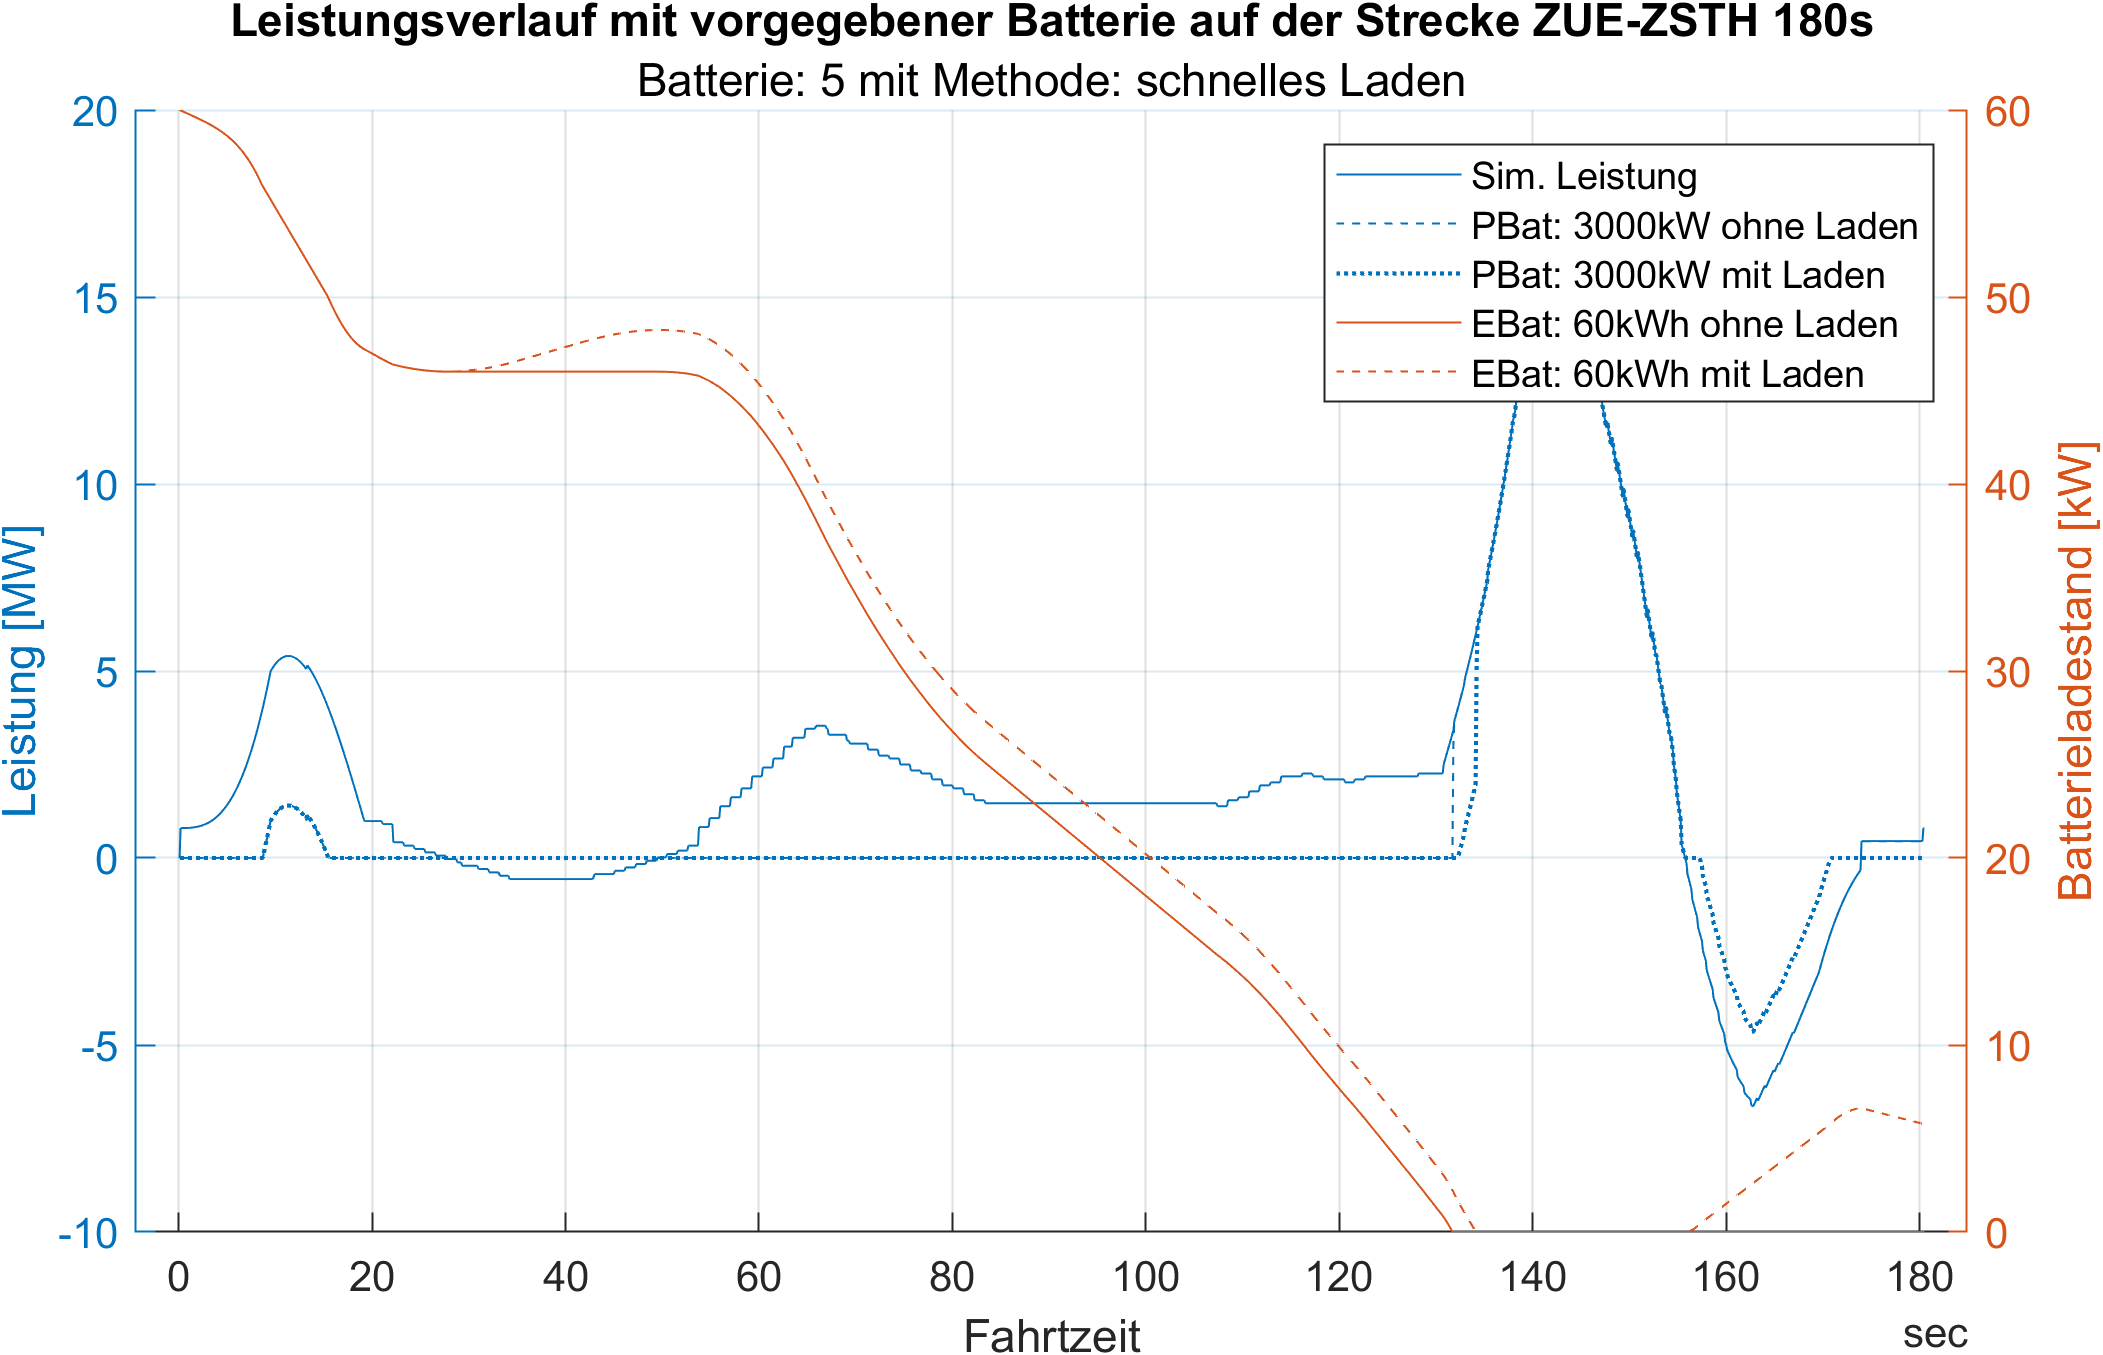 Leistungsverlauf mit vorgegebener Batterie auf der Strecke ZUE-ZSTH 180s
Batterie: 5 mit Methode: schnelles Laden
20
15
10
5
0
-5
-10
Leistung [MW]
60
50
40
30
20
10
0
Batterieladestand [kW]
Sim. Leistung
PBat: 3000kW ohne Laden
PBat: 3000kW mit Laden
EBat: 60kWh ohne Laden
EBat: 60kWh mit Laden
0 20 40 60 80 100 120 140 160 180
Fahrtzeit
sec